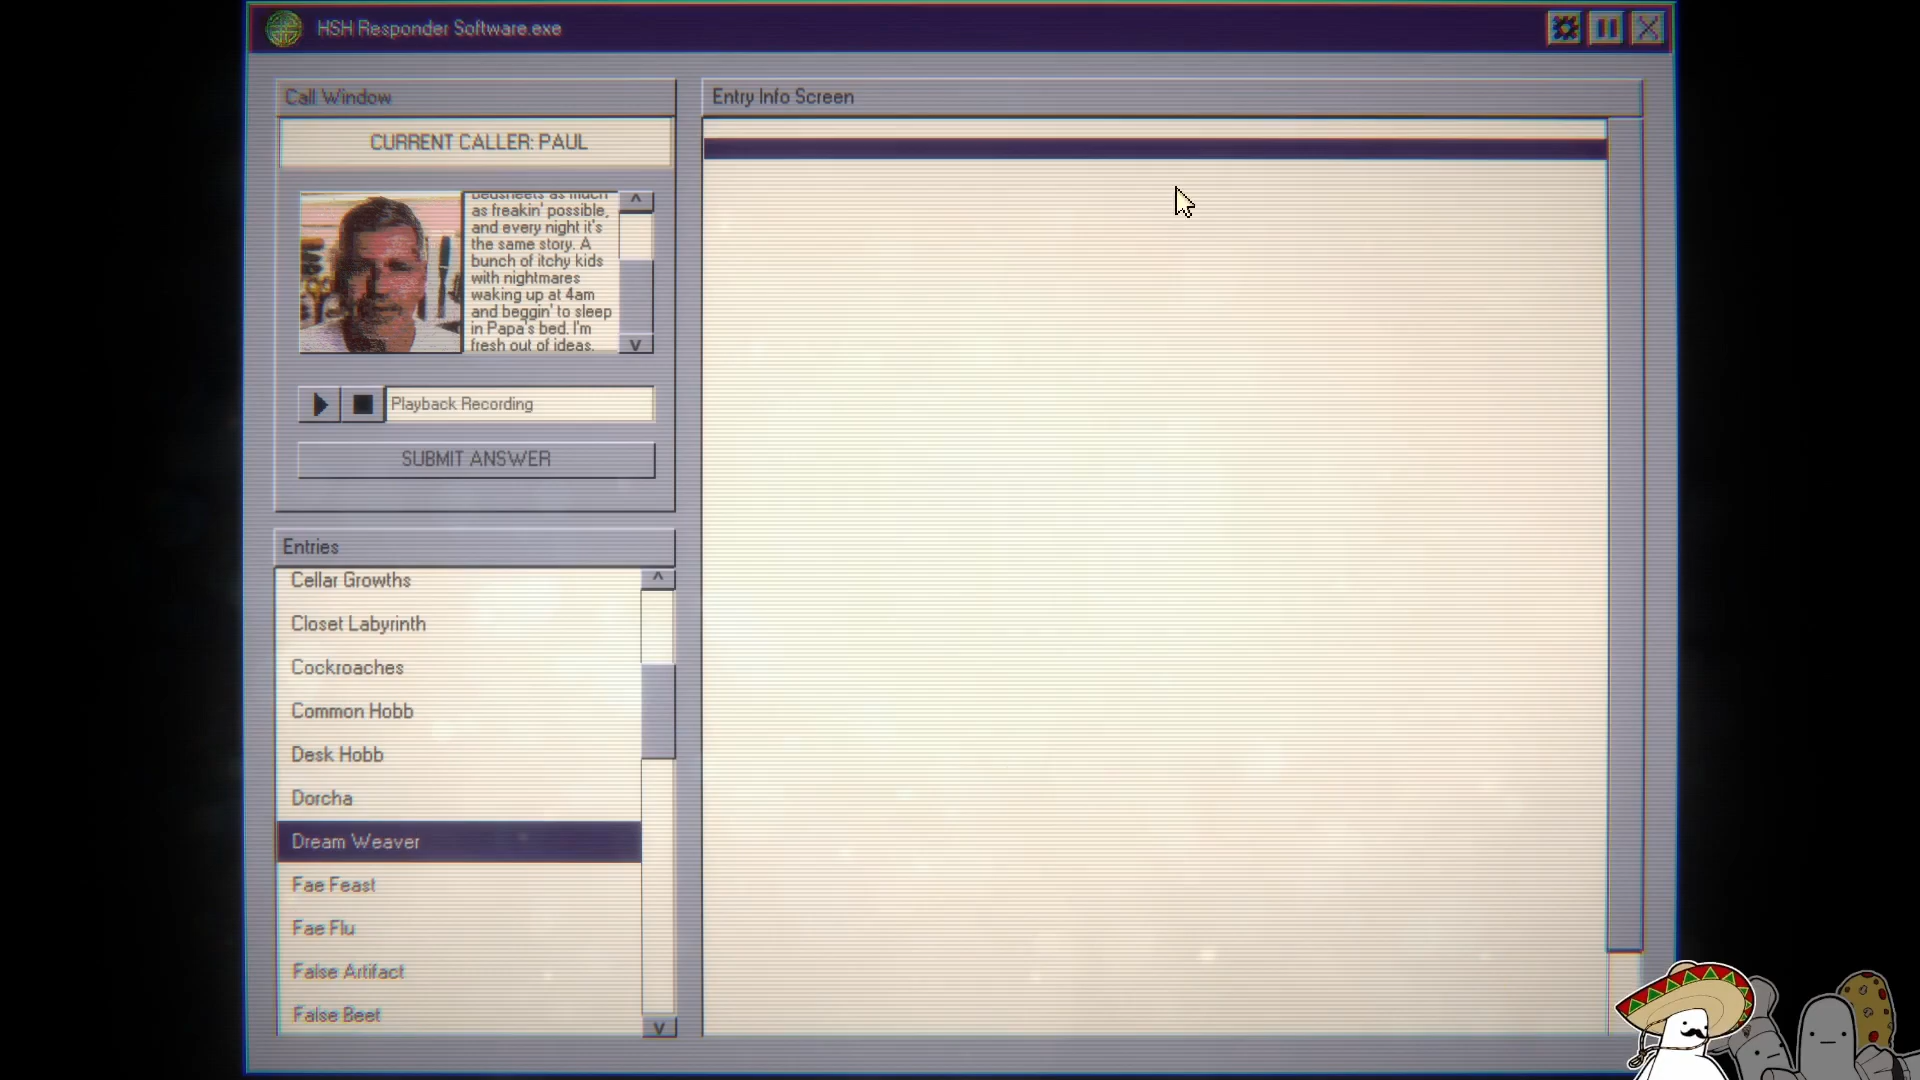 HSH Responder Software.exe
Call Window
CURRENT CALLER: PAUL
bedsheets as much
as freakin' possible,
and every night it's
the same story. A
bunch of itchy kids
with nightmares
waking up at 4am
and beggin' to sleep
in Papa's bed. I'm
fresh out of ideas.
Playback Recording
SUBMIT ANSWER
Entries
Cellar Growths
Closet Labyrinth
Cockroaches
Common Hobb
Desk Hobb
Dorcha
Dream Weaver
Fae Feast
Fae Flu
False Artifact
False Beet
Entry Info Screen